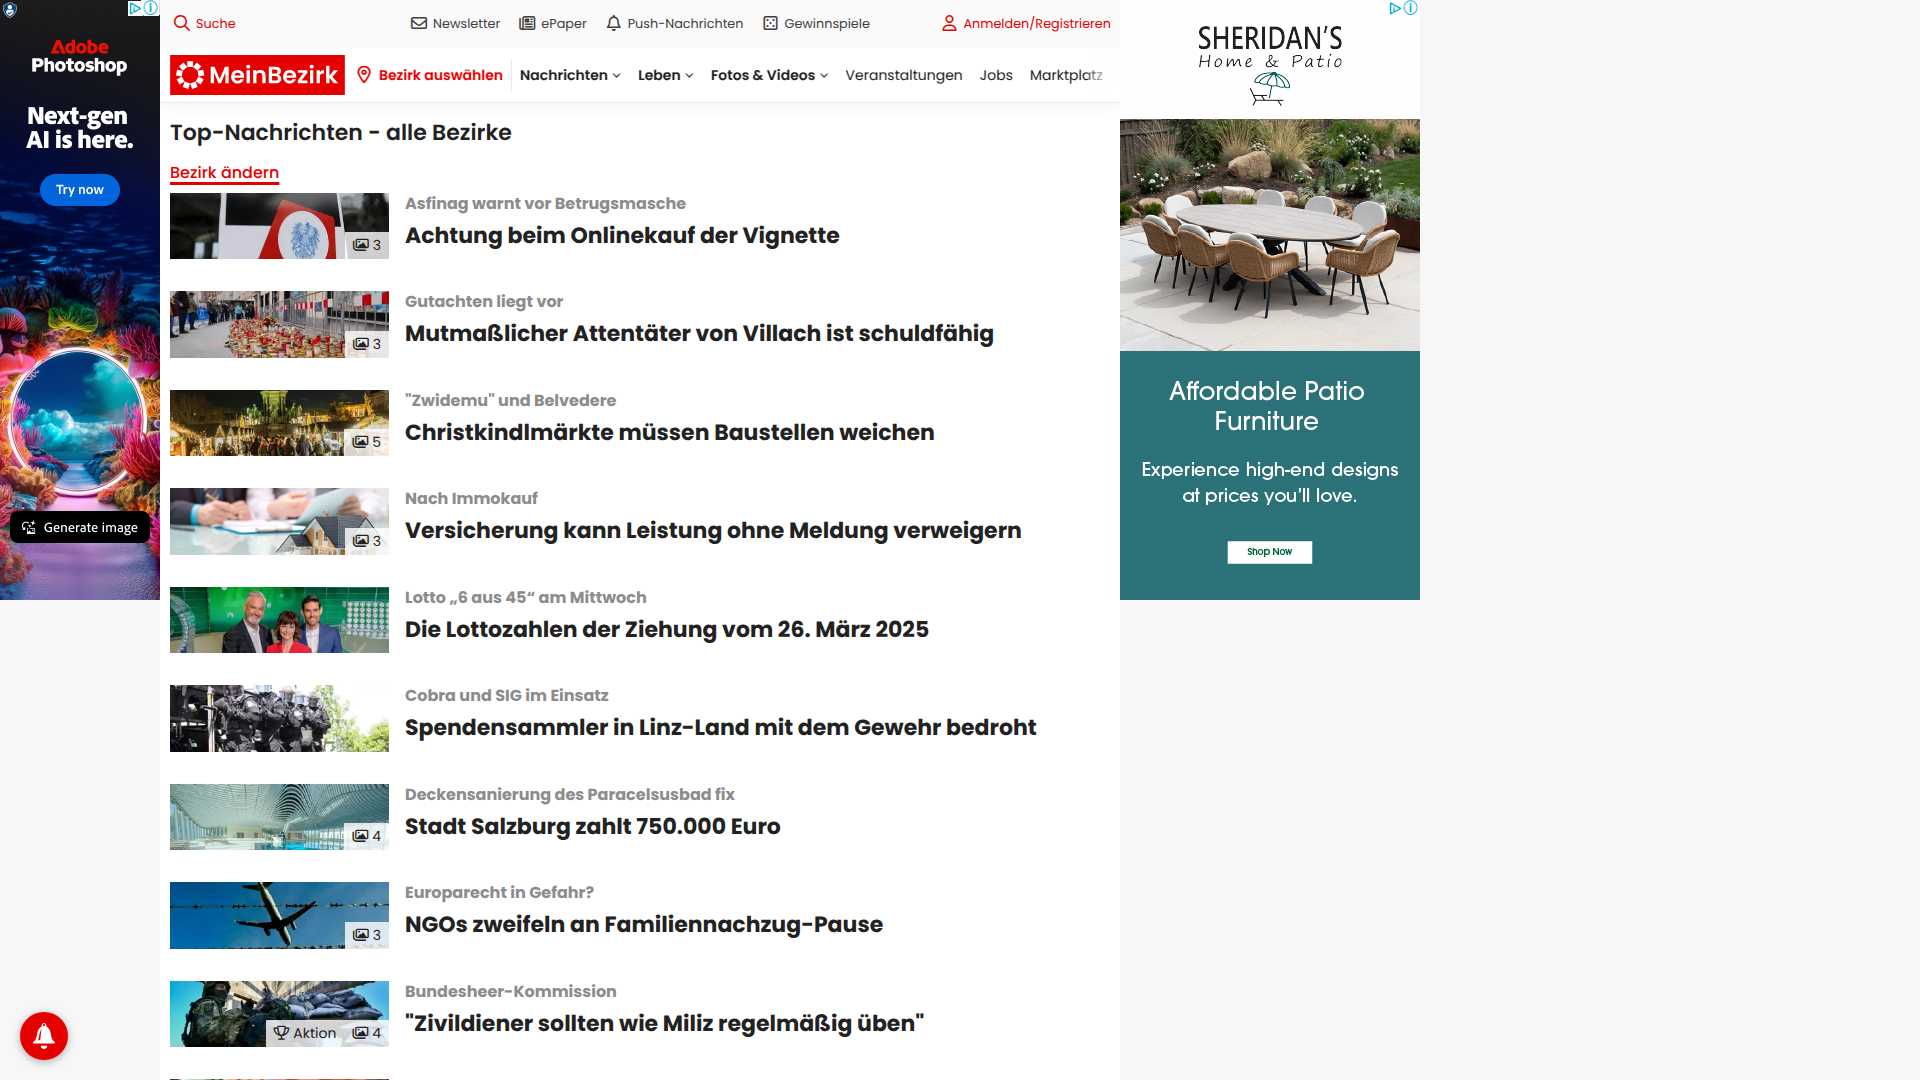 Adobe
Photoshop
Next-gen
AI is here.
Try now
Generate image
Suche
Newsletter
ePaper
Push-Nachrichten
Gewinnspiele
Anmelden/Registrieren
MeinBezirk
Bezirk auswählen
Nachrichten
Leben
Fotos & Videos
Veranstaltungen
Jobs
Marktplatz
Top-Nachrichten - alle Bezirke
Bezirk ändern
3
Asfinag warnt vor Betrugsmasche
Achtung beim Onlinekauf der Vignette
3
Gutachten liegt vor
Mutmaßlicher Attentäter von Villach ist schuldfähig
5
"Zwidemu" und Belvedere
Christkindlmärkte müssen Baustellen weichen
3
Nach Immokauf
Versicherung kann Leistung ohne Meldung verweigern
Lotto „6 aus 45“ am Mittwoch
Die Lottozahlen der Ziehung vom 26. März 2025
Cobra und SIG im Einsatz
Spendensammler in Linz-Land mit dem Gewehr bedroht
4
Deckensanierung des Paracelsusbad fix
Stadt Salzburg zahlt 750.000 Euro
3
Europarecht in Gefahr?
NGOs zweifeln an Familiennachzug-Pause
Aktion 4
Bundesheer-Kommission
"Zivildiener sollten wie Miliz regelmäßig üben"
SHERIDAN'S
Home & Patio
Affordable Patio
Furniture
Experience high-end designs
at prices you'll love.
Shop Now